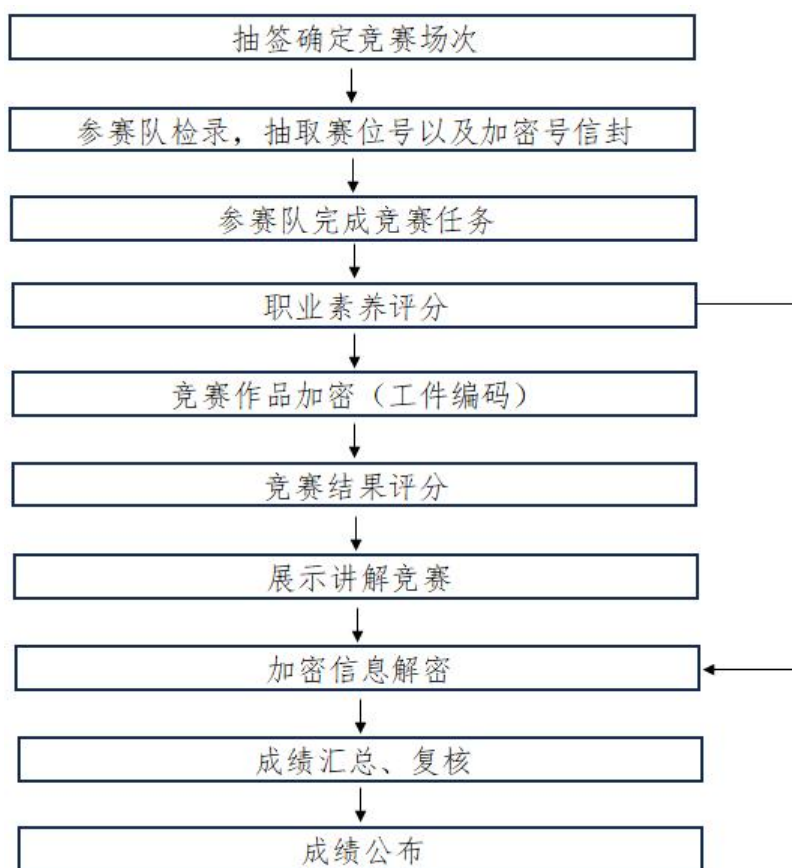 抽签确定竞赛场次
参赛队检录，抽取赛位号以及加密号信封
参赛队完成竞赛任务
职业素养评分
竞赛作品加密（工件编码）
竞赛结果评分
展示讲解竞赛
加密信息解密
成绩汇总、复核
成绩公布